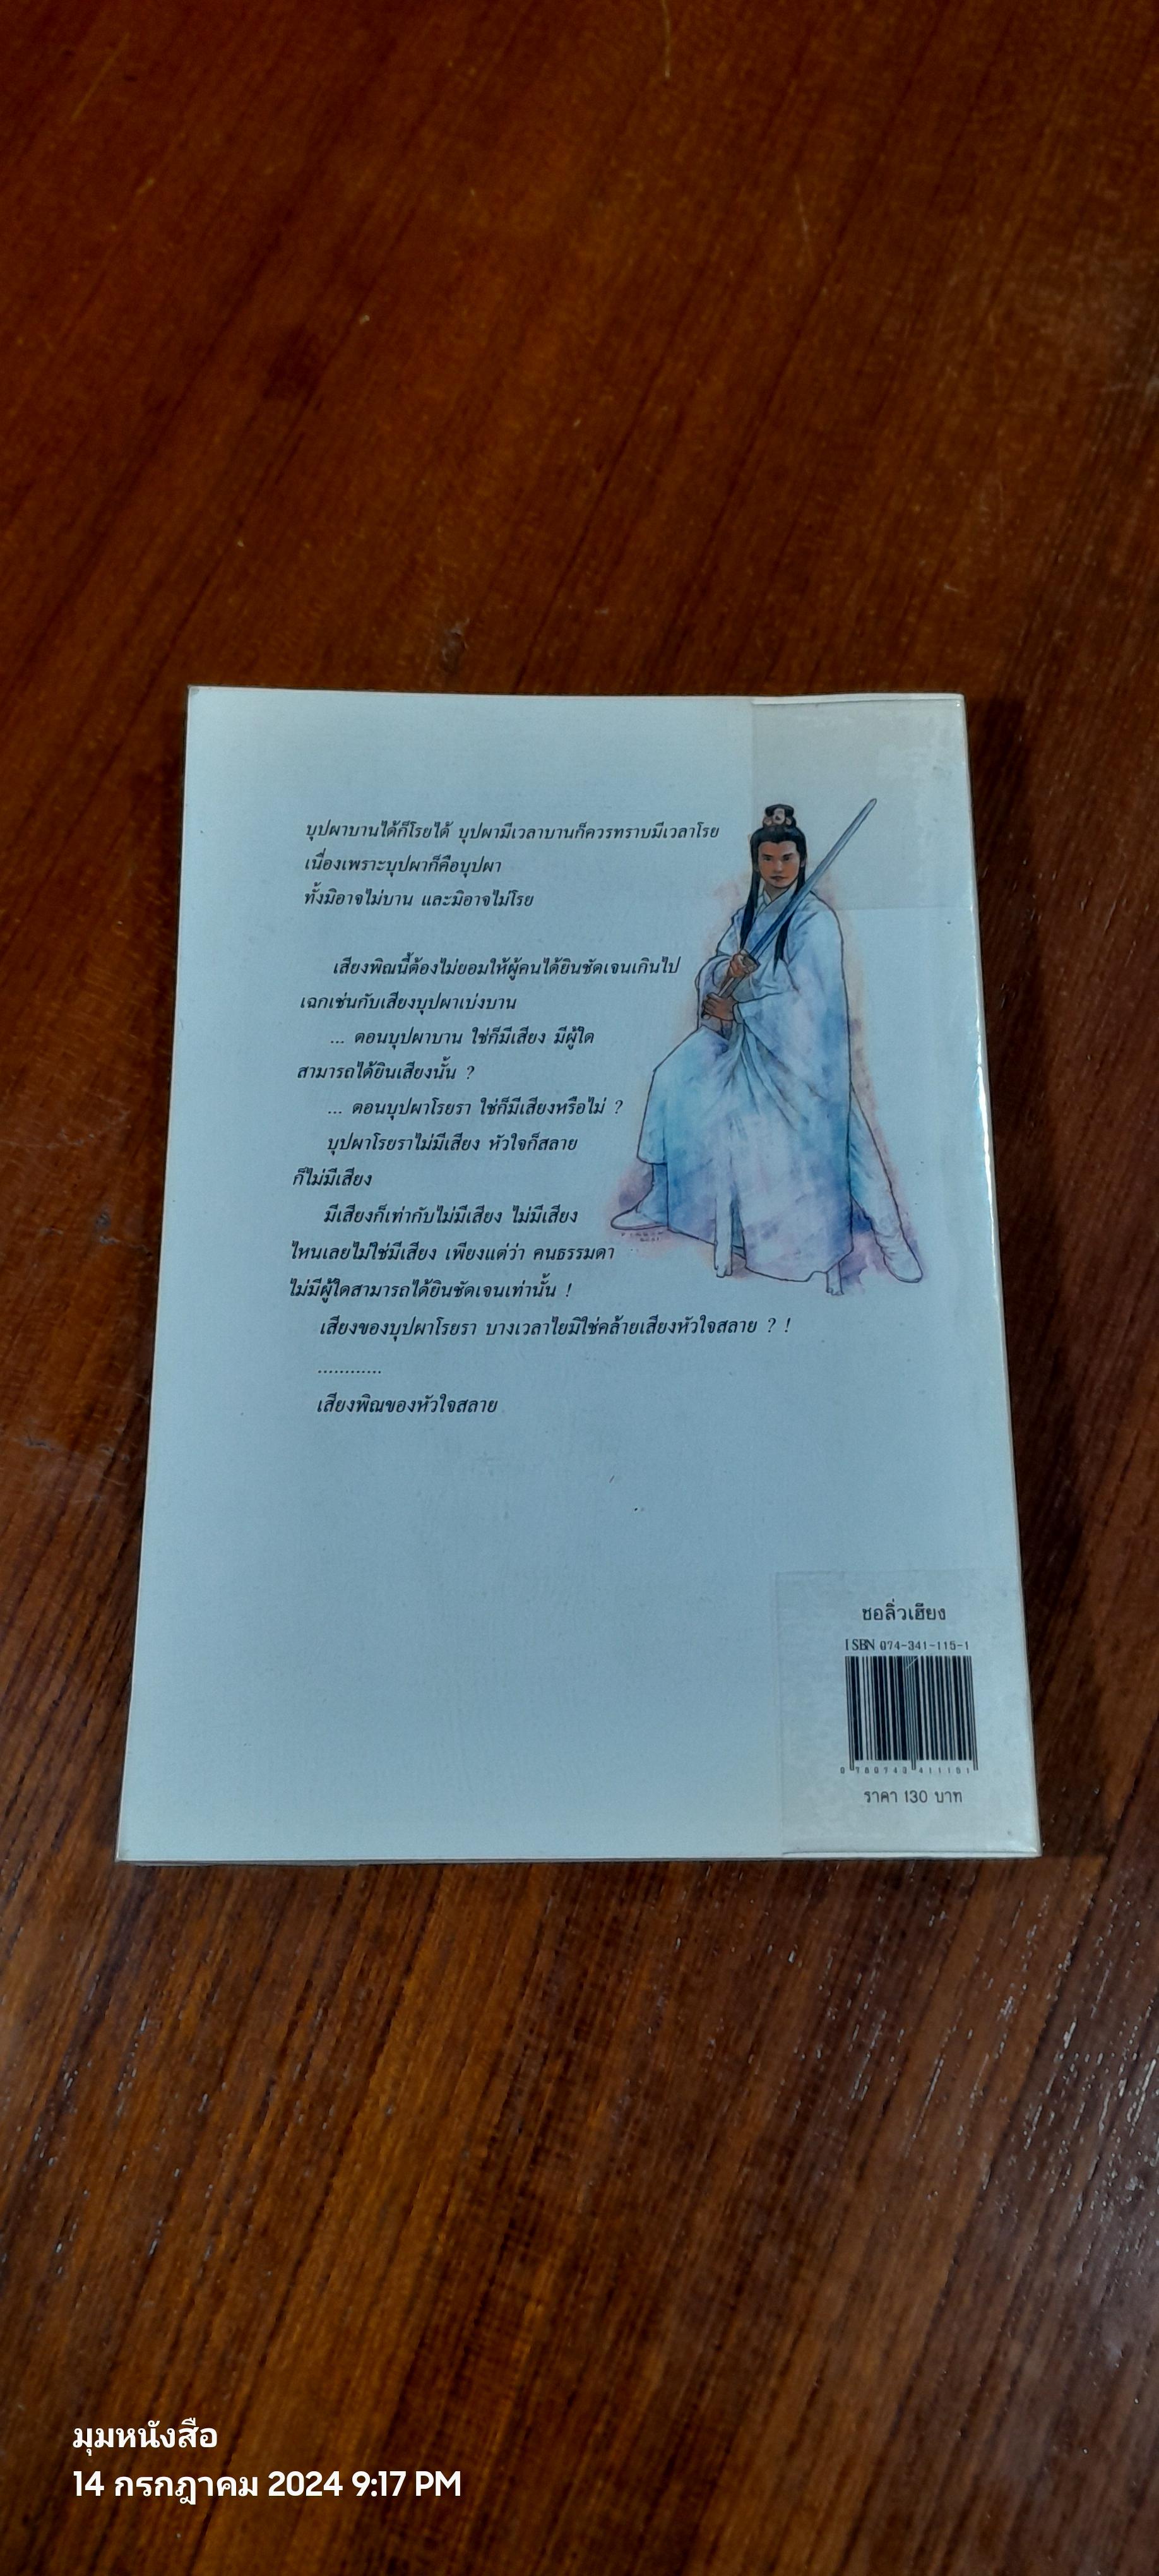 บุปผาบานได้ก็โรยได้ บุปผามีเวลาบานก็ควรทราบมีเวลาโรย
เนื่องเพราะบุปผาก็คือบุปผา
ทั้งมิอาจไม่บาน และมิอาจไม่โรย
เสียงพิณนี้ต้องไม่ยอมให้ผู้คนได้ยินชัดเจนเกินไป
เฉกเช่นกับเสียงบุปผาเบ่งบาน
... ตอนบุปผาบาน ใช่ก็มีเสียง มีผู้ใด
สามารถได้ยินเสียงนั้น ?
... ตอนบุปผาโรยรา ใช่ก็มีเสียงหรือไม่ ?
บุปผาโรยราไม่มีเสียง หัวใจก็สลาย
ก็ไม่มีเสียง
มีเสียงก็เท่ากับไม่มีเสียง ไม่มีเสียง
ไหนเลยไม่ใช่มีเสียง เพียงแต่ว่า คนธรรมดา
ไม่มีผู้ใดสามารถได้ยินชัดเจนเท่านั้น !
เสียงของบุปผาโรยรา บางเวลาไยมิใช่คล้ายเสียงหัวใจสลาย ? !
............
เสียงพิณของหัวใจสลาย
ชอลิ่วเฮียง
ISBN 974-341-115-1
9 789743 411151
ราคา 130 บาท
มุมหนังสือ
14 กรกฎาคม 2024 9:17 PM